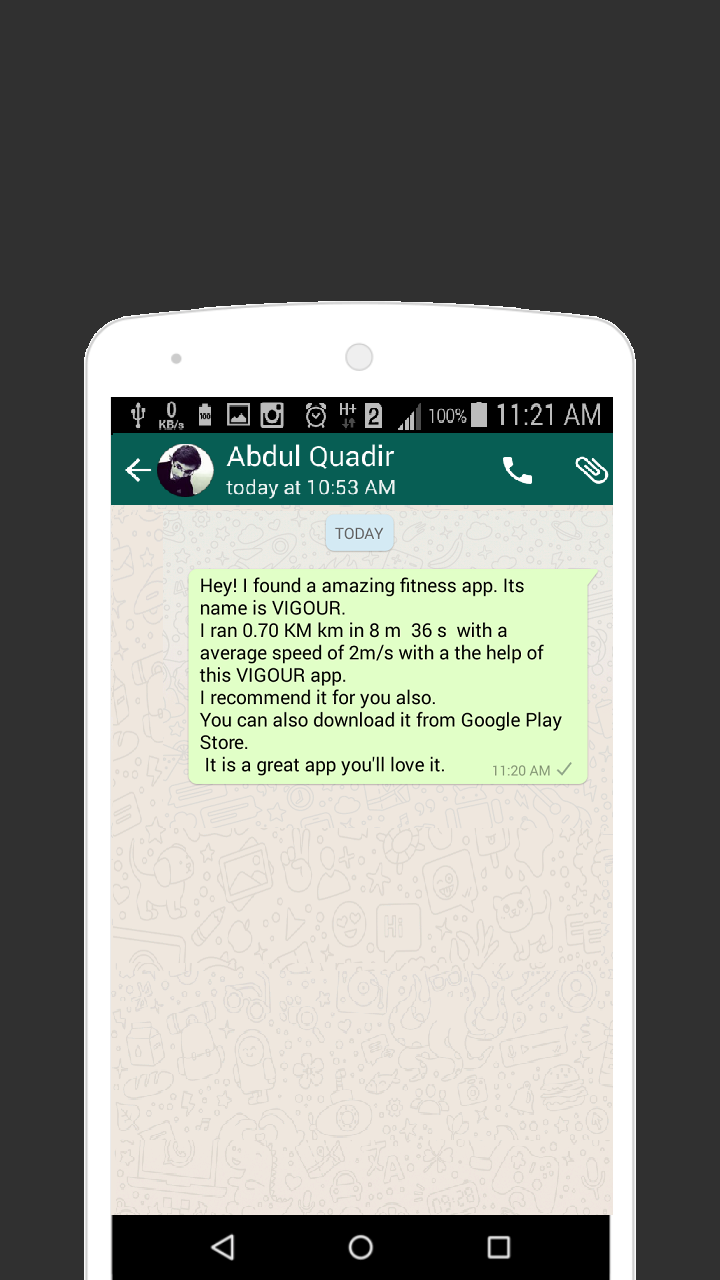 0 KB/s 100 H+ 2 100% 11:21 AM
Abdul Quadir
today at 10:53 AM
TODAY
Hey! I found a amazing fitness app. Its
name is VIGOUR.
I ran 0.70 KM km in 8 m  36 s  with a
average speed of 2m/s with a the help of
this VIGOUR app.
I recommend it for you also.
You can also download it from Google Play
Store.
It is a great app you'll love it.
11:20 AM
Hi